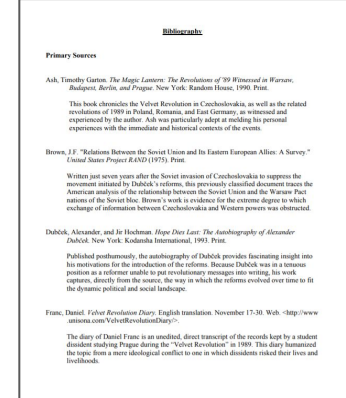 Bibliography
Primary Sources
Ash, Timothy Garton. The Magic Lantern: The Revolutions of '89 Witnessed in Warsaw,
Budapest, Berlin, and Prague. New York: Random House, 1990. Print.
This book chronicles the Velvet Revolution in Czechoslovakia, as well as the related
revolutions of 1989 in Poland, Romania, and East Germany, as witnessed and
experienced by the author. Ash was particularly adept at melding his personal
experiences with the immediate and historical contexts of the events.
Brown, J.F. "Relations Between the Soviet Union and Its Eastern European Allies: A Survey."
United States Project RAND (1975). Print.
Written just seven years after the Soviet invasion of Czechoslovakia to suppress the
movement initiated by Dubček's reforms, this previously classified document traces the
American analysis of the relationship between the Soviet Union and the Warsaw Pact
nations of the Soviet bloc. Brown's work is evidence for the extreme degree to which
exchange of information between Czechoslovakia and Western powers was obstructed.
Dubček, Alexander, and Jir Hochman. Hope Dies Last: The Autobiography of Alexander
Dubček. New York: Kodansha International, 1993. Print.
Published posthumously, the autobiography of Dubček provides fascinating insight into
his motivations for the introduction of the reforms. Because Dubček was in a tenuous
position as a reformer unable to put revolutionary messages into writing, his work
captures, directly from the source, the way in which the reforms evolved over time to fit
the dynamic political and social landscape.
Franc, Daniel. Velvet Revolution Diary. English translation. November 17-30. Web. <http://www
.unisona.com/VelvetRevolutionDiary/>.
The diary of Daniel Franc is an unedited, direct transcript of the records kept by a student
dissident studying Prague during the "Velvet Revolution" in 1989. This diary humanized
the topic from a mere ideological conflict to one in which dissidents risked their lives and
livelihoods.